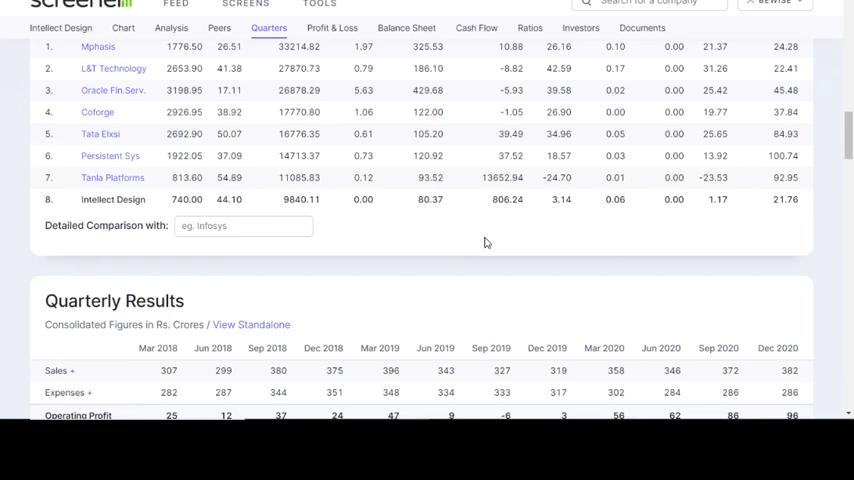 screener FEED SCREENS TOOLS Search for a company BEWISE
Intellect Design Chart Analysis Peers Quarters Profit & Loss Balance Sheet Cash Flow Ratios Investors Documents
1. Mphasis 1776.50 26.51 33214.82 1.97 325.53 10.88 26.16 0.10 0.00 21.37 24.28
2. L&T Technology 2653.90 41.38 27870.73 0.79 186.10 -8.82 42.59 0.17 0.00 31.26 22.41
3. Oracle Fin.Serv. 3198.95 17.11 26878.29 5.63 429.68 -5.93 39.58 0.02 0.00 25.42 45.48
4. Coforge 2926.95 38.92 17770.80 1.06 122.00 -1.05 26.90 0.00 0.00 19.77 37.84
5. Tata Elxsi 2692.90 50.07 16776.35 0.61 105.20 39.49 34.96 0.05 0.00 25.65 84.93
6. Persistent Sys 1922.05 37.09 14713.37 0.73 120.92 37.52 18.57 0.03 0.00 13.92 100.74
7. Tanla Platforms 813.60 54.89 11085.83 0.12 93.52 13652.94 -24.70 0.01 0.00 -23.53 92.95
8. Intellect Design 740.00 44.10 9840.11 0.00 80.37 806.24 3.14 0.06 0.00 1.17 21.76
Detailed Comparison with: eg. Infosys
Quarterly Results
Consolidated Figures in Rs. Crores / View Standalone
Mar 2018 Jun 2018 Sep 2018 Dec 2018 Mar 2019 Jun 2019 Sep 2019 Dec 2019 Mar 2020 Jun 2020 Sep 2020 Dec 2020
Sales + 307 299 380 375 396 343 327 319 358 346 372 382
Expenses + 282 287 344 351 348 334 333 317 302 284 286 286
Operating Profit 25 12 37 24 47 9 -6 3 56 62 86 96